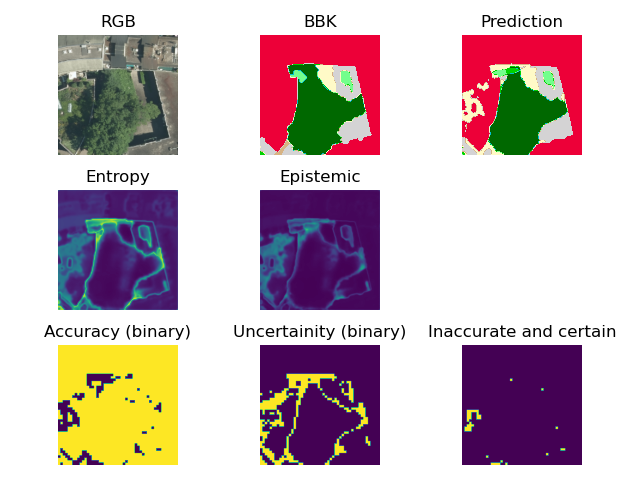 RGB
BBK
Prediction
Entropy
Epistemic
Accuracy (binary)
Uncertainity (binary)
Inaccurate and certain